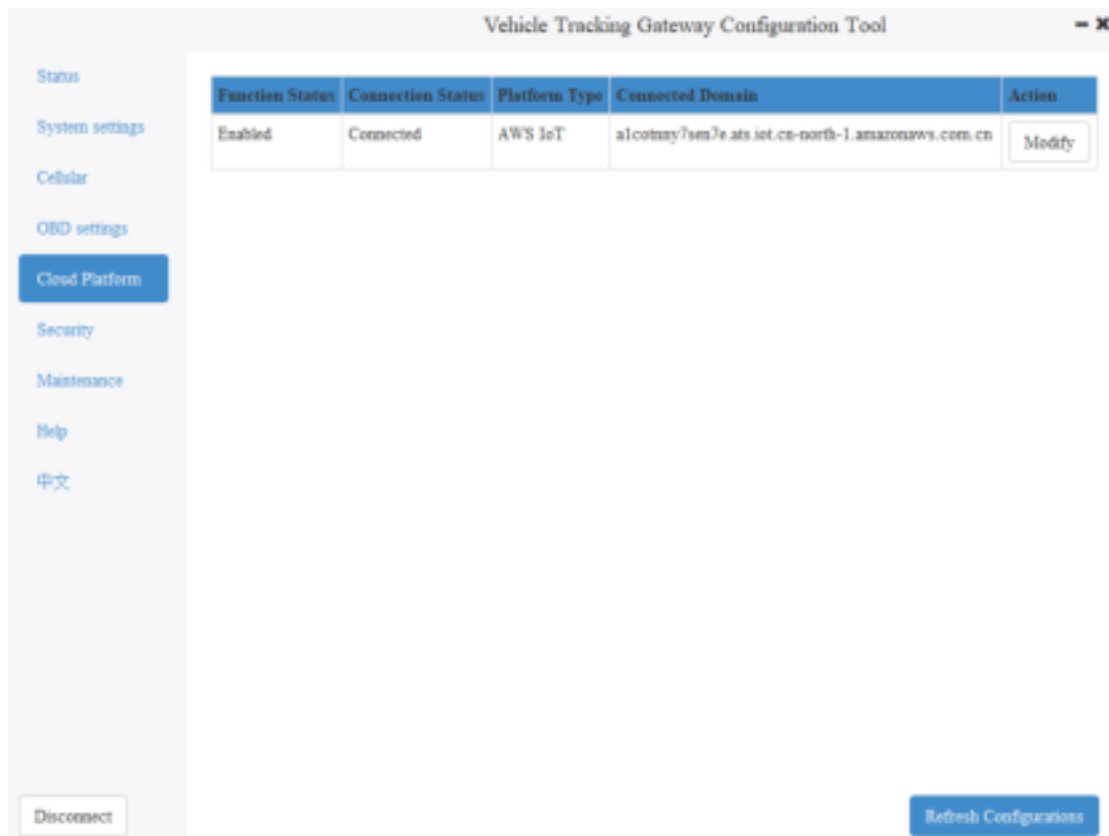 Vehicle Tracking Gateway Configuration Tool
Status
System settings
Cellular
OBD settings
Cloud Platform
Security
Maintenance
Help
中文
Function Status Connection Status Platform Type Connected Domain Action
Enabled Connected AWS IoT Modify
Disconnect
Refresh Configurations